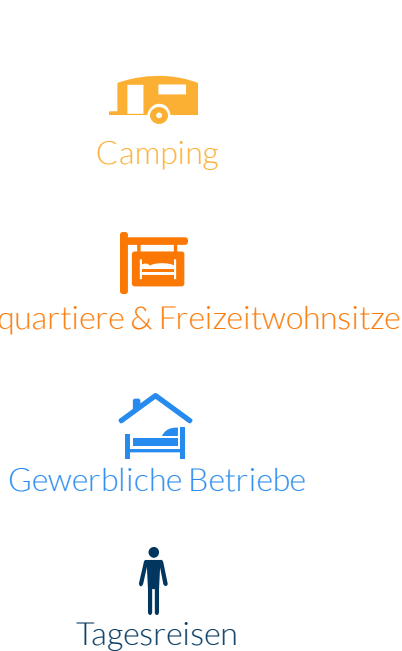 Camping
quartiere & Freizeitwohnsitze
Gewerbliche Betriebe
Tagesreisen